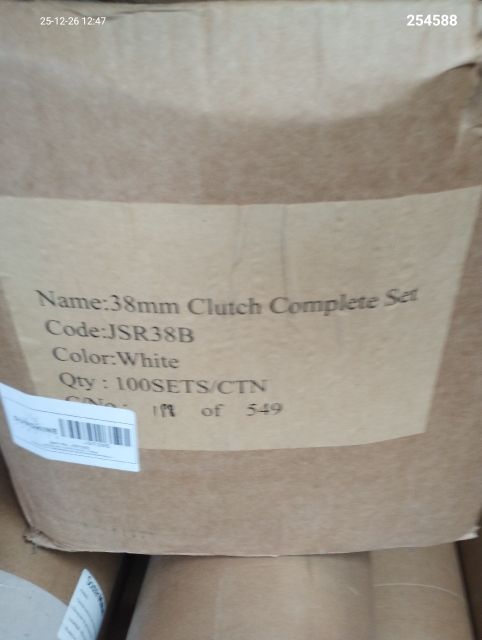 25-12-26 12:47
254588
Name:38mm Clutch Complete Set
Code:JSR38B
Color:White
Qty : 100SETS/CTN
C/No : of 549